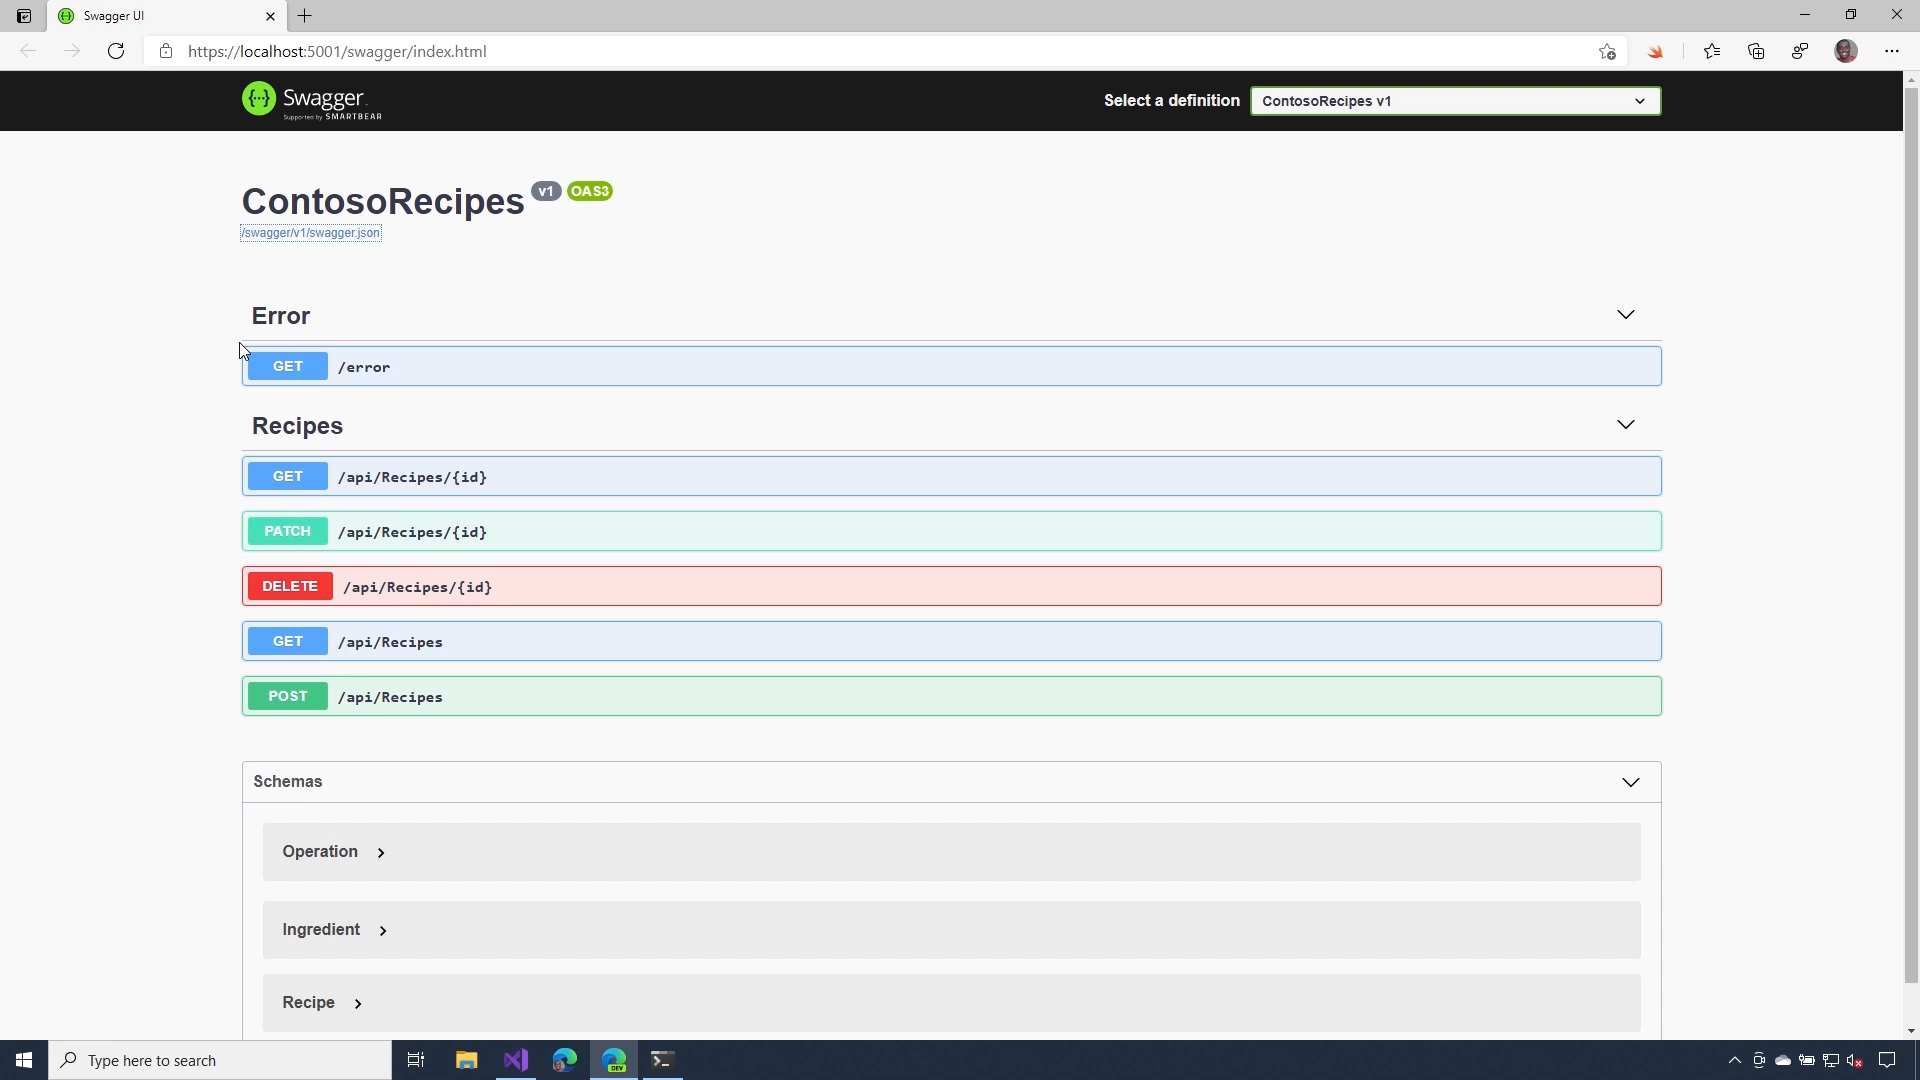 Swagger UI
https://localhost:5001/swagger/index.html
Swagger
Supported by SMARTBEAR
Select a definition
ContosoRecipes v1
ContosoRecipes v1 OAS3
/swagger/v1/swagger.json
Error
GET /error
Recipes
GET /api/Recipes/{id}
PATCH /api/Recipes/{id}
DELETE /api/Recipes/{id}
GET /api/Recipes
POST /api/Recipes
Schemas
Operation
Ingredient
Recipe
Type here to search
DEV